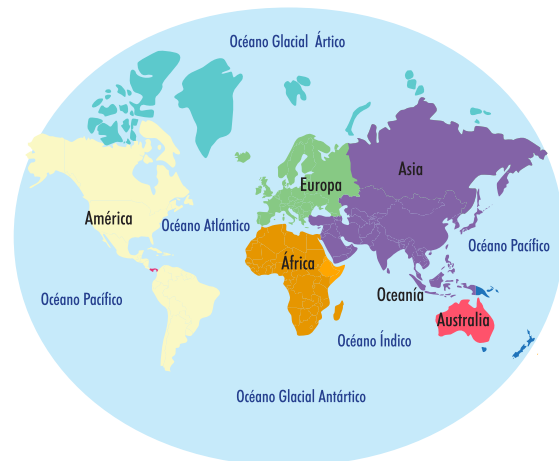 Océano Glacial Ártico
Asia
Europa
América
Océano Atlántico
Océano Pacífico
África
Océano Pacífico
Oceanía
Australia
Océano Índico
Océano Glacial Antártico